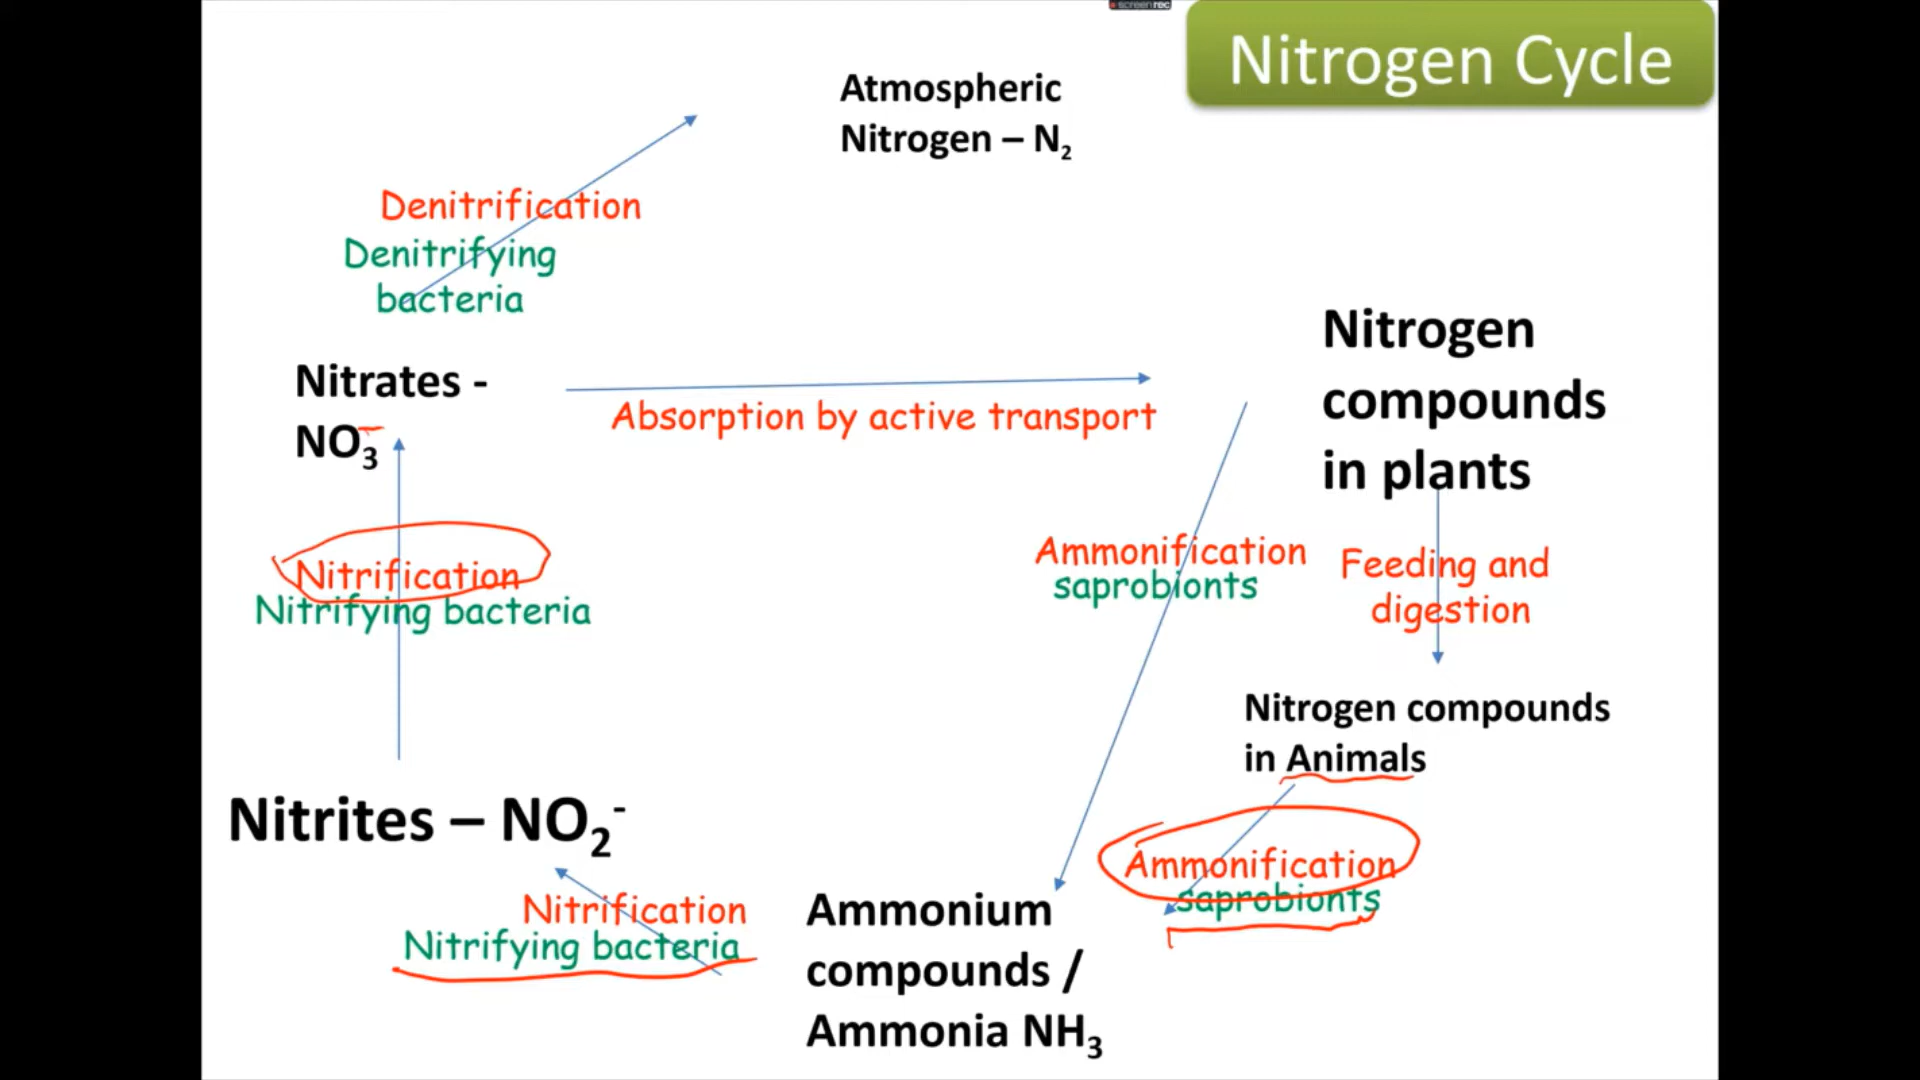 screenrec
Nitrogen Cycle
Atmospheric
Nitrogen – N₂
Denitrification
Denitrifying
bacteria
Nitrates -
NO₃⁻
Absorption by active transport
Nitrogen
compounds
in plants
Nitrification
Nitrifying bacteria
Ammonification
saprobionts
Feeding and
digestion
Nitrogen compounds
in Animals
Nitrites – NO₂⁻
Ammonification
saprobionts
Nitrification
Nitrifying bacteria
Ammonium
compounds /
Ammonia NH₃